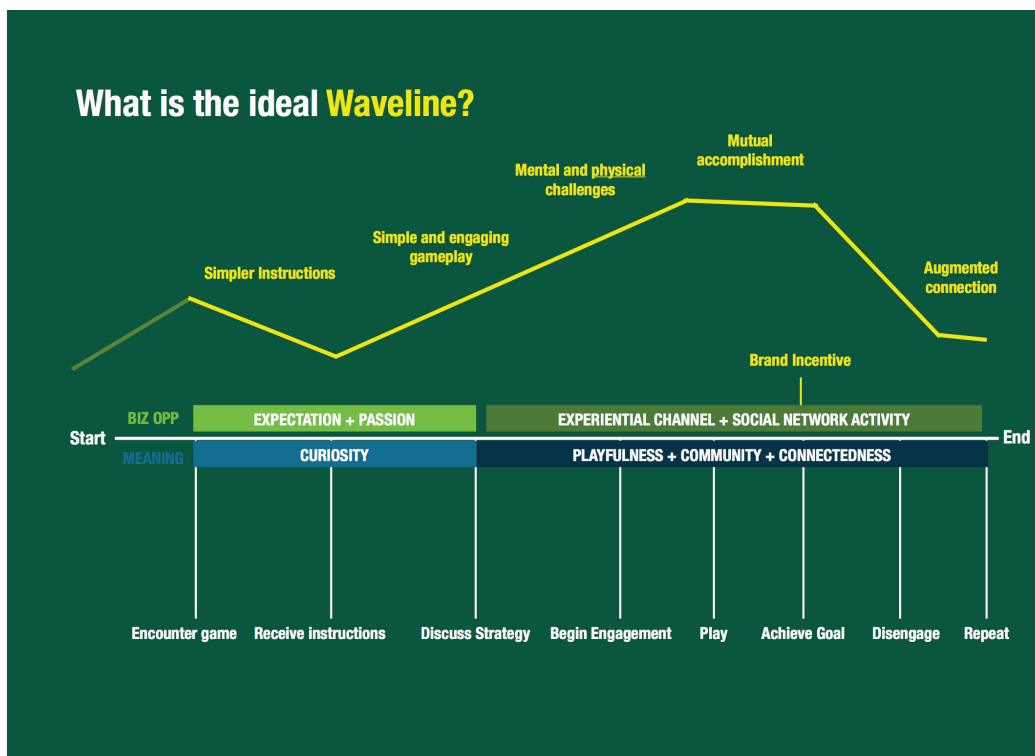 What is the ideal Waveline?
Mutual
accomplishment
Mental and physical
challenges
Simple and engaging
gameplay
Simpler Instructions
Augmented
connection
Brand Incentive
BIZ OPP
EXPECTATION + PASSION
EXPERIENTIAL CHANNEL + SOCIAL NETWORK ACTIVITY
Start
End
MEANING
CURIOSITY
PLAYFULNESS + COMMUNITY + CONNECTEDNESS
Encounter game
Receive instructions
Discuss Strategy
Begin Engagement
Play
Achieve Goal
Disengage
Repeat